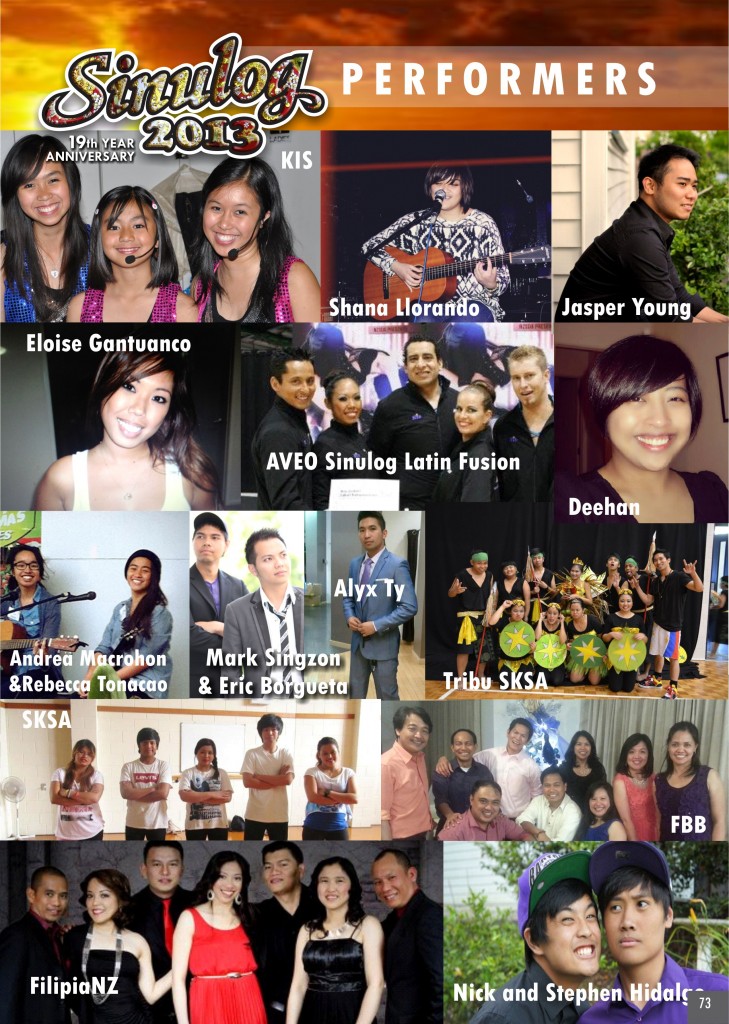 Sinulog
2013
PERFORMERS
19th YEAR
ANNIVERSARY
KIS
Shana Llorando
Jasper Young
Eloise Gantuanco
AVEO Sinulog Latin Fusion
Deehan
Andrea Macrohon
&Rebecca Tonacao
Mark Singzon
& Eric Borgueta
Alyx Ty
Tribu SKSA
SKSA
LEVI'S
FBB
FilipiaNZ
Nick and Stephen Hidalgo
73